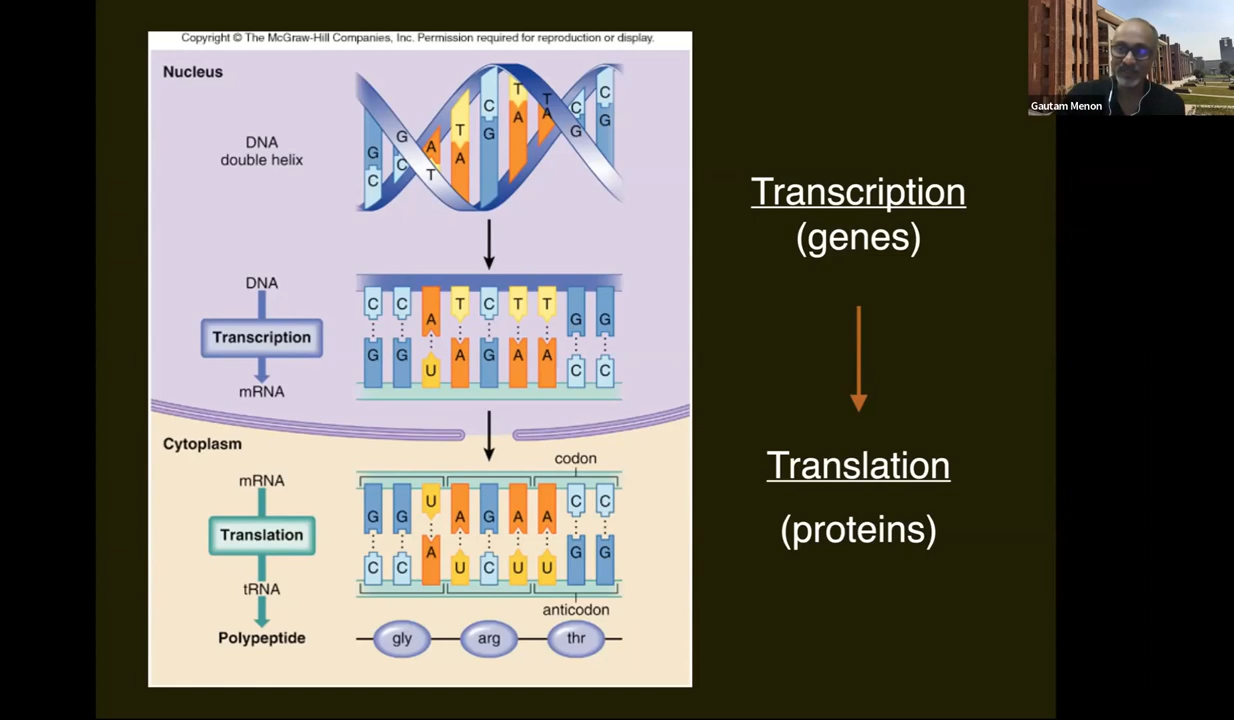 Copyright © The McGraw-Hill Companies, Inc. Permission required for reproduction or display.
Nucleus
DNA
double helix
G C G C A T T A C G T A T A C G C G
DNA
Transcription
mRNA
C C A T C T T G G
G G U A G A A C C
Cytoplasm
codon
mRNA
Translation
tRNA
Polypeptide
G G U A G A A C C
C C A U C U U G G
anticodon
gly arg thr
Transcription
(genes)
Translation
(proteins)
Gautam Menon